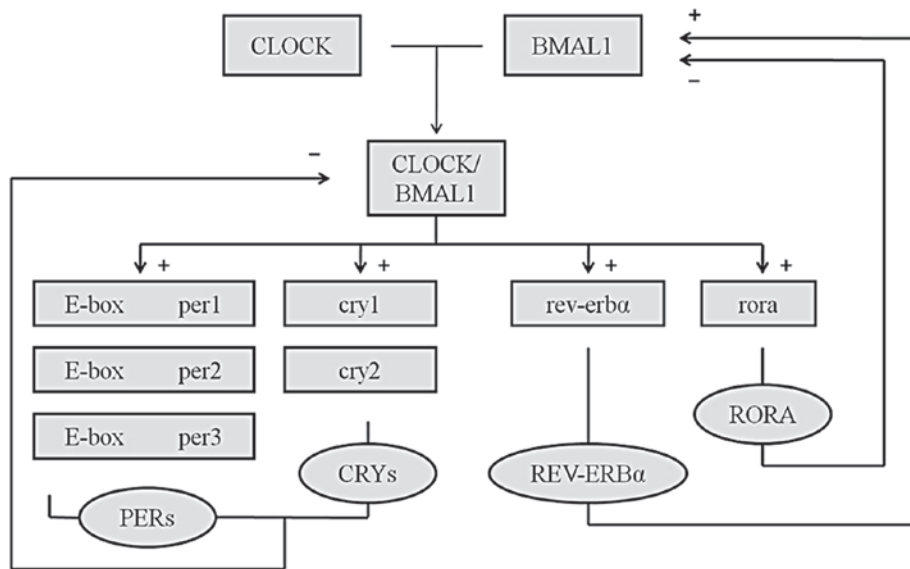 CLOCK
BMAL1
+
−
−
CLOCK/
BMAL1
+
+
+
+
E-box per1
cry1
rev-erbα
rora
E-box per2
cry2
E-box per3
RORA
CRYs
REV-ERBα
PERs